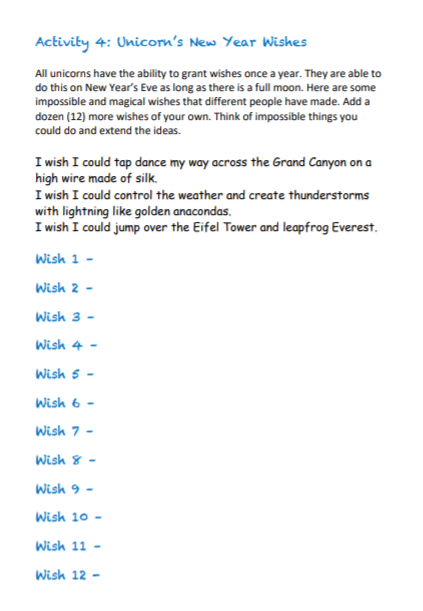 Activity 4: Unicorn's New Year Wishes
All unicorns have the ability to grant wishes once a year. They are able to
do this on New Year's Eve as long as there is a full moon. Here are some
impossible and magical wishes that different people have made. Add a
dozen (12) more wishes of your own. Think of impossible things you
could do and extend the ideas.
I wish I could tap dance my way across the Grand Canyon on a
high wire made of silk.
I wish I could control the weather and create thunderstorms
with lightning like golden anacondas.
I wish I could jump over the Eifel Tower and leapfrog Everest.
Wish 1 –
Wish 2 –
Wish 3 –
Wish 4 –
Wish 5 –
Wish 6 –
Wish 7 –
Wish 8 –
Wish 9 –
Wish 10 –
Wish 11 –
Wish 12 –